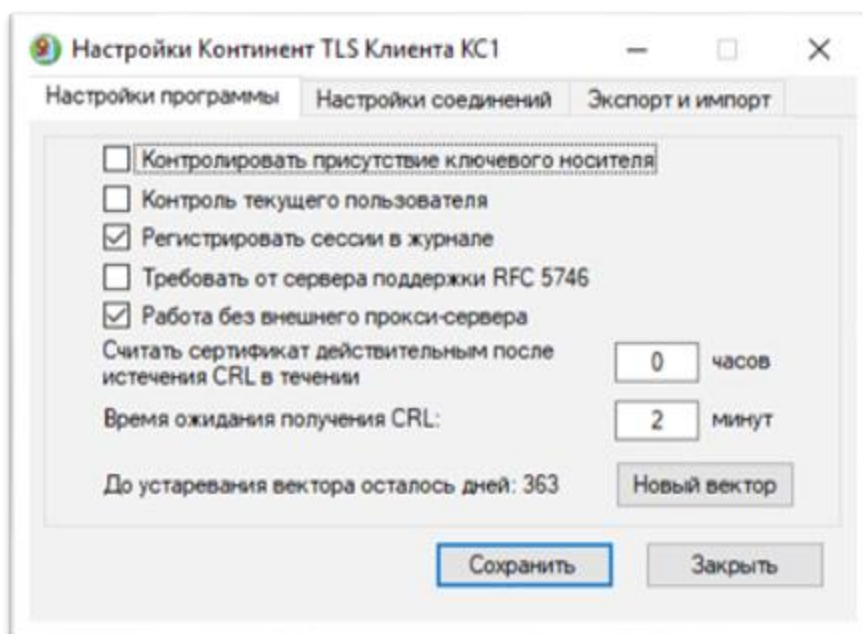 Настройки Континент TLS Клиента КС1
Настройки программы
Настройки соединений
Экспорт и импорт
Контролировать присутствие ключевого носителя
Контроль текущего пользователя
Регистрировать сессии в журнале
Требовать от сервера поддержки RFC 5746
Работа без внешнего прокси-сервера
Считать сертификат действительным после
истечения CRL в течении
0 часов
Время ожидания получения CRL:
2 минут
До устаревания вектора осталось дней: 363
Новый вектор
Сохранить
Закрыть